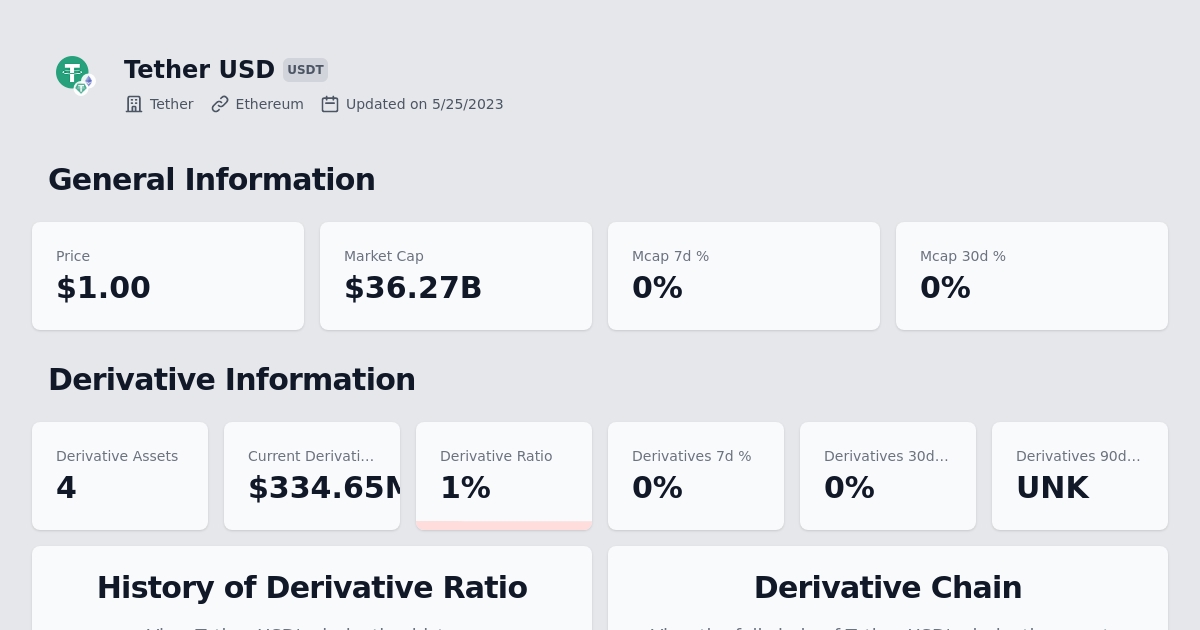 Tether USD USDT
Tether Ethereum Updated on 5/25/2023
General Information
Price
$1.00
Market Cap
$36.27B
Mcap 7d %
0%
Mcap 30d %
0%
Derivative Information
Derivative Assets
4
Current Derivati...
$334.65M
Derivative Ratio
1%
Derivatives 7d %
0%
Derivatives 30d...
0%
Derivatives 90d...
UNK
History of Derivative Ratio
Derivative Chain